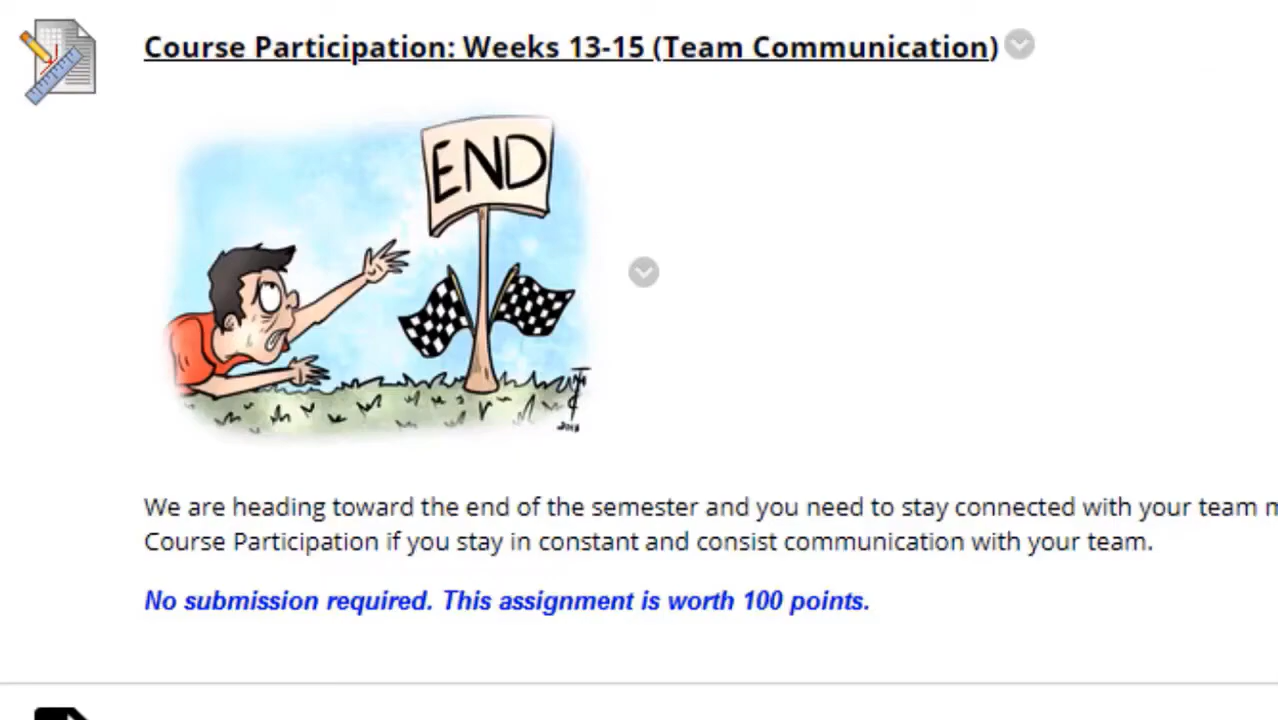 Course Participation: Weeks 13-15 (Team Communication)
END
2018
We are heading toward the end of the semester and you need to stay connected with your team
Course Participation if you stay in constant and consist communication with your team.
No submission required. This assignment is worth 100 points.